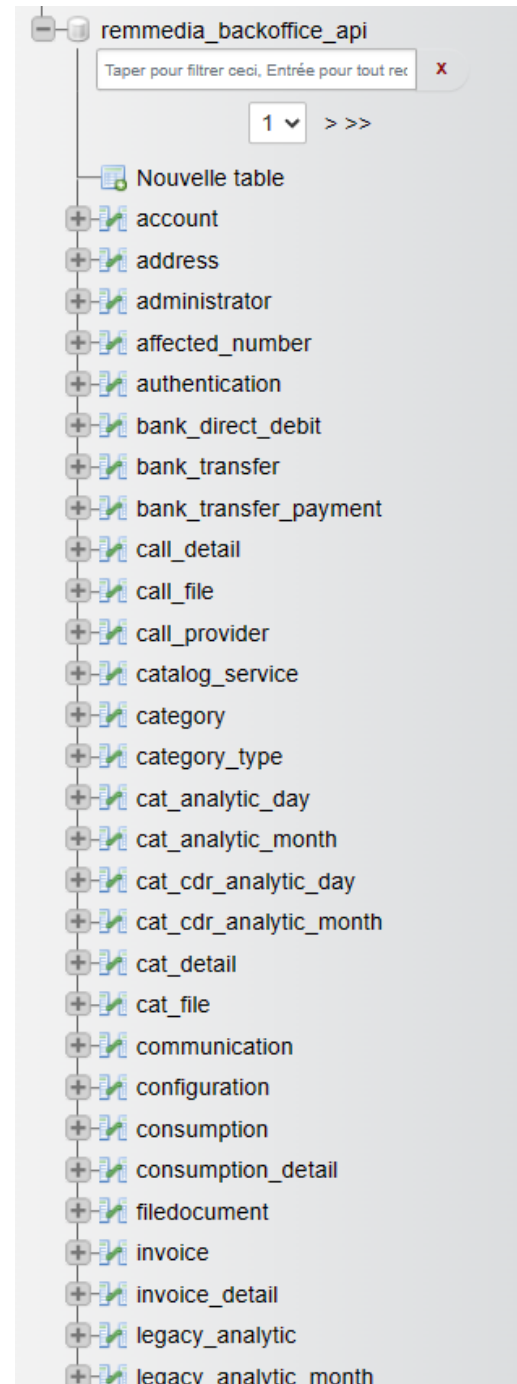 remmedia_backoffice_api
Taper pour filtrer ceci, Entrée pour tout rec X
1 > >>
Nouvelle table
account
address
administrator
affected_number
authentication
bank_direct_debit
bank_transfer
bank_transfer_payment
call_detail
call_file
call_provider
catalog_service
category
category_type
cat_analytic_day
cat_analytic_month
cat_cdr_analytic_day
cat_cdr_analytic_month
cat_detail
cat_file
communication
configuration
consumption
consumption_detail
filedocument
invoice
invoice_detail
legacy_analytic
legacy_analytic_month